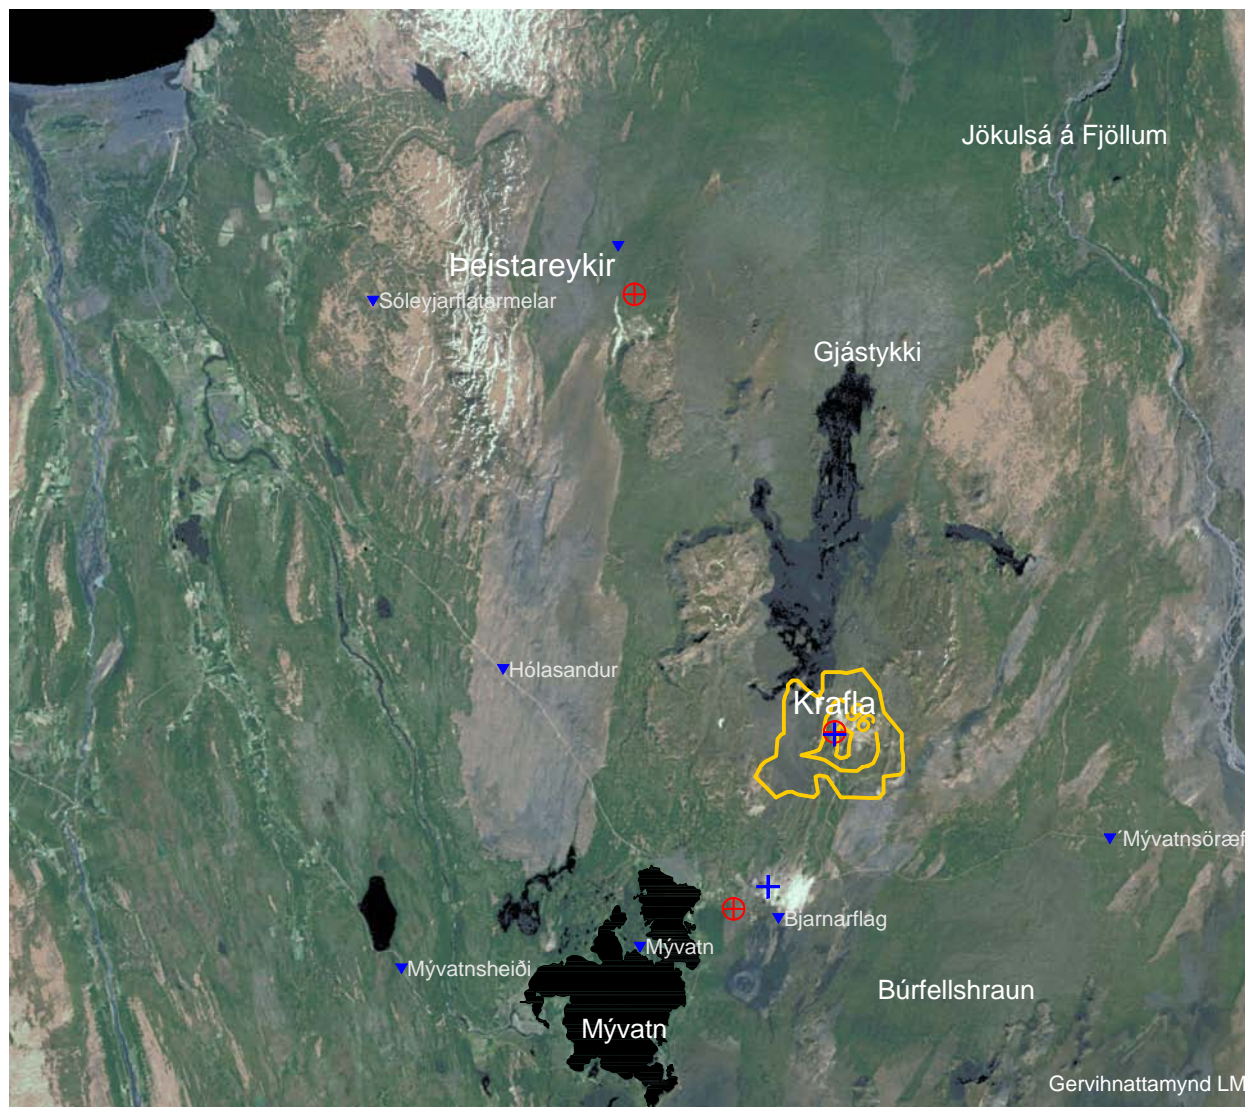 Jökulsá á Fjöllum
Þeistareykir
Sóleyjarflatarmelar
Gjástykki
Hólasandur
Krafla
Mývatnsöræf
Bjarnarflag
Mývatn
Mývatnsheiði
Búrfellshraun
Mývatn
Gervihnattamynd LM